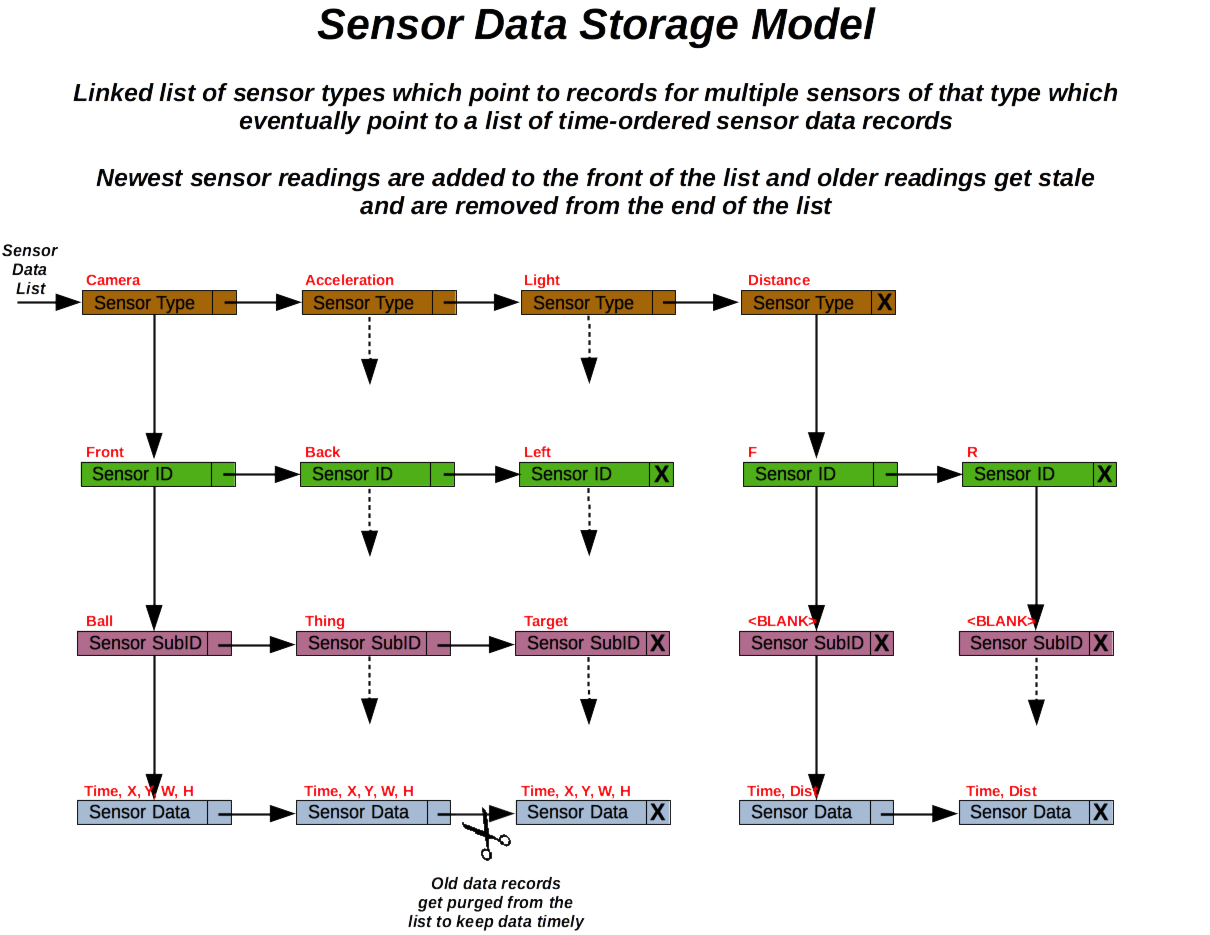 Sensor Data Storage Model
Linked list of sensor types which point to records for multiple sensors of that type which
eventually point to a list of time-ordered sensor data records
Newest sensor readings are added to the front of the list and older readings get stale
and are removed from the end of the list
Sensor
Data
List
Camera
Acceleration
Light
Distance
Sensor Type
Sensor Type
Sensor Type
Sensor Type X
Front
Back
Left
F
R
Sensor ID
Sensor ID
Sensor ID X
Sensor ID
Sensor ID X
Ball
Thing
Target
<BLANK>
<BLANK>
Sensor SubID
Sensor SubID
Sensor SubID X
Sensor SubID X
Sensor SubID X
Time, X, Y, W, H
Time, X, Y, W, H
Time, X, Y, W, H
Time, Dist
Time, Dist
Sensor Data
Sensor Data
Sensor Data X
Sensor Data
Sensor Data X
Old data records
get purged from the
list to keep data timely